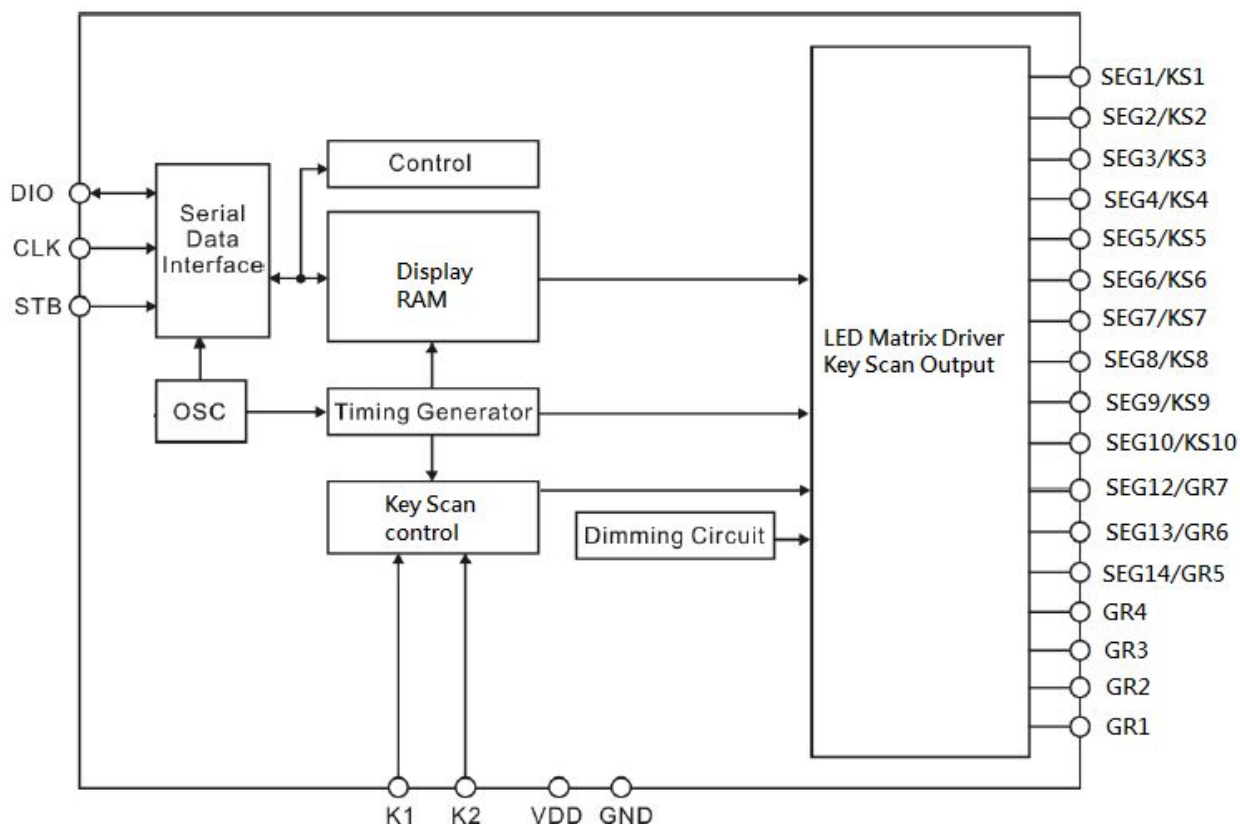 DIO
CLK
STB
Serial
Data
Interface
OSC
Control
Display
RAM
Timing Generator
Key Scan
control
Dimming Circuit
LED Matrix Driver
Key Scan Output
SEG1/KS1
SEG2/KS2
SEG3/KS3
SEG4/KS4
SEG5/KS5
SEG6/KS6
SEG7/KS7
SEG8/KS8
SEG9/KS9
SEG10/KS10
SEG12/GR7
SEG13/GR6
SEG14/GR5
GR4
GR3
GR2
GR1
K1
K2
VDD
GND